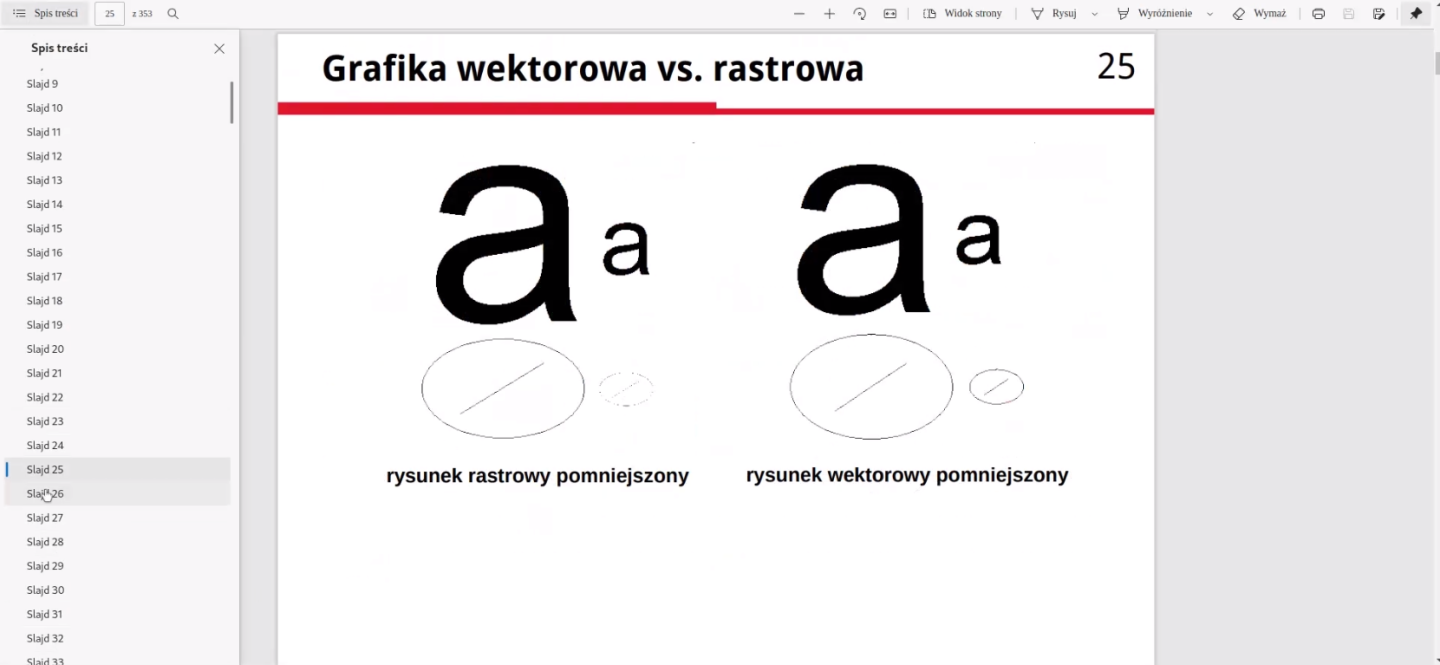 Spis treści
25
z 353
Widok strony
Rysuj
Wyróżnienie
Wymaż
Spis treści
Slajd 9
Slajd 10
Slajd 11
Slajd 12
Slajd 13
Slajd 14
Slajd 15
Slajd 16
Slajd 17
Slajd 18
Slajd 19
Slajd 20
Slajd 21
Slajd 22
Slajd 23
Slajd 24
Slajd 25
Slajd 26
Slajd 27
Slajd 28
Slajd 29
Slajd 30
Slajd 31
Slajd 32
Slajd 33
Grafika wektorowa vs. rastrowa
25
a a a a
rysunek rastrowy pomniejszony
rysunek wektorowy pomniejszony